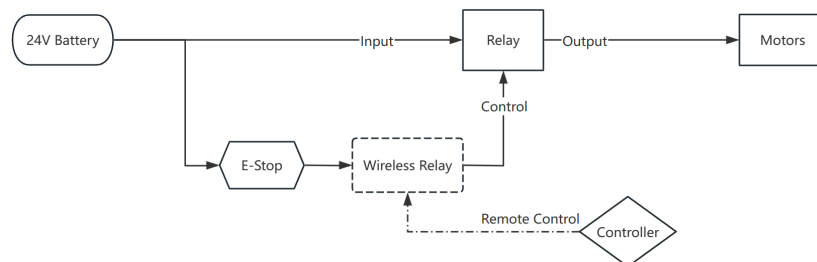 24V Battery
Input
Relay
Output
Motors
Control
E-Stop
Wireless Relay
Remote Control
Controller